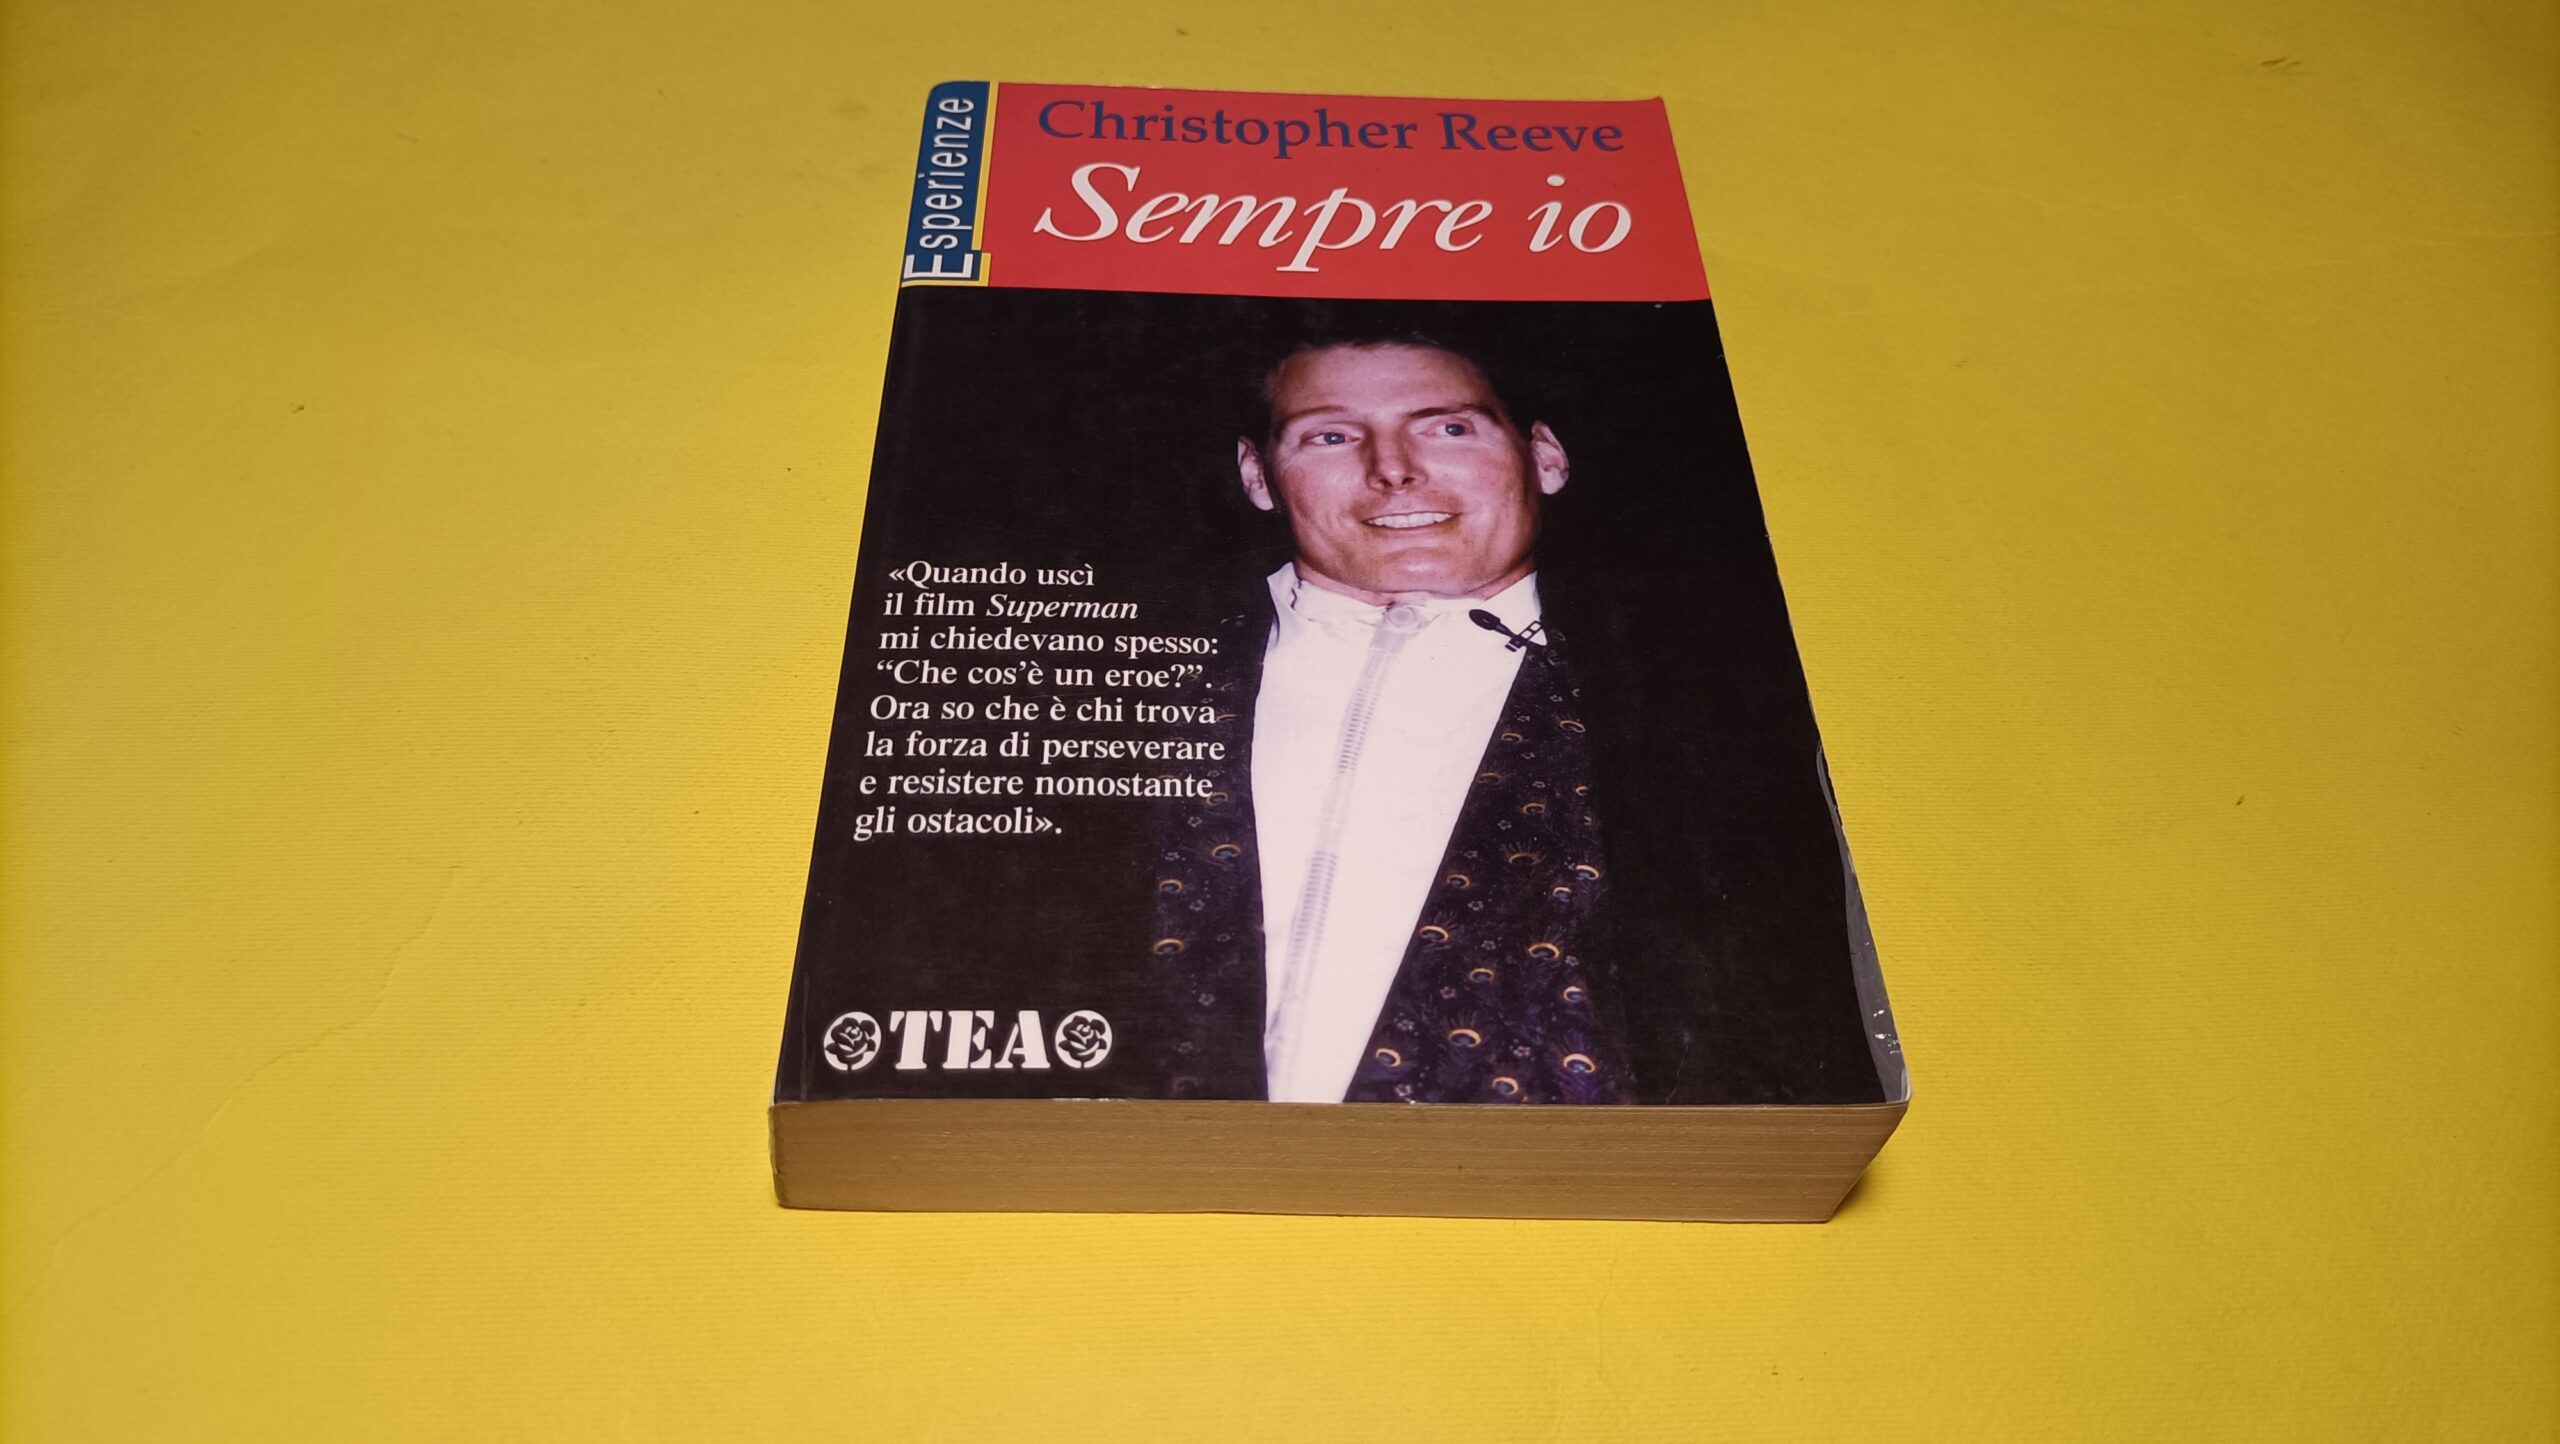 Esperienze
Christopher Reeve
Sempre io
«Quando uscì
il film Superman
mi chiedevano spesso:
“Che cos’è un eroe?”.
Ora so che è chi trova
la forza di perseverare
e resistere nonostante
gli ostacoli».
TEA